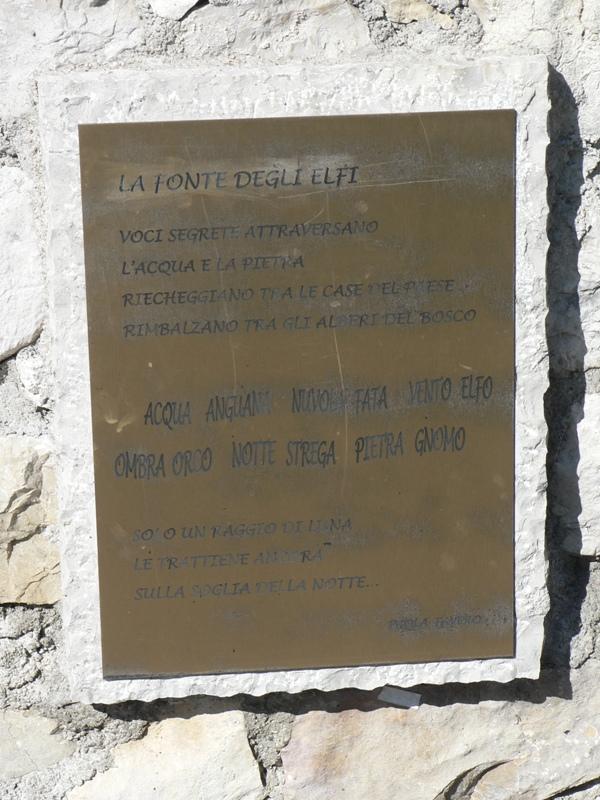 LA FONTE DEGLI ELFI
VOCI SEGRETE ATTRAVERSANO
L'ACQUA E LA PIETRA
RIECHEGGIANO TRA LE CASE DEL PAESE
RIMBALZANO TRA GLI ALBERI DEL BOSCO
ACQUA ANGUANA NUVOLA FATA VENTO ELFO
OMBRA ORCO NOTTE STREGA PIETRA GNOMO
SO' O UN RAGGIO DI LUNA
LE TRATTIENE ANCORA
SULLA SOGLIA DELLA NOTTE...
PAOLA